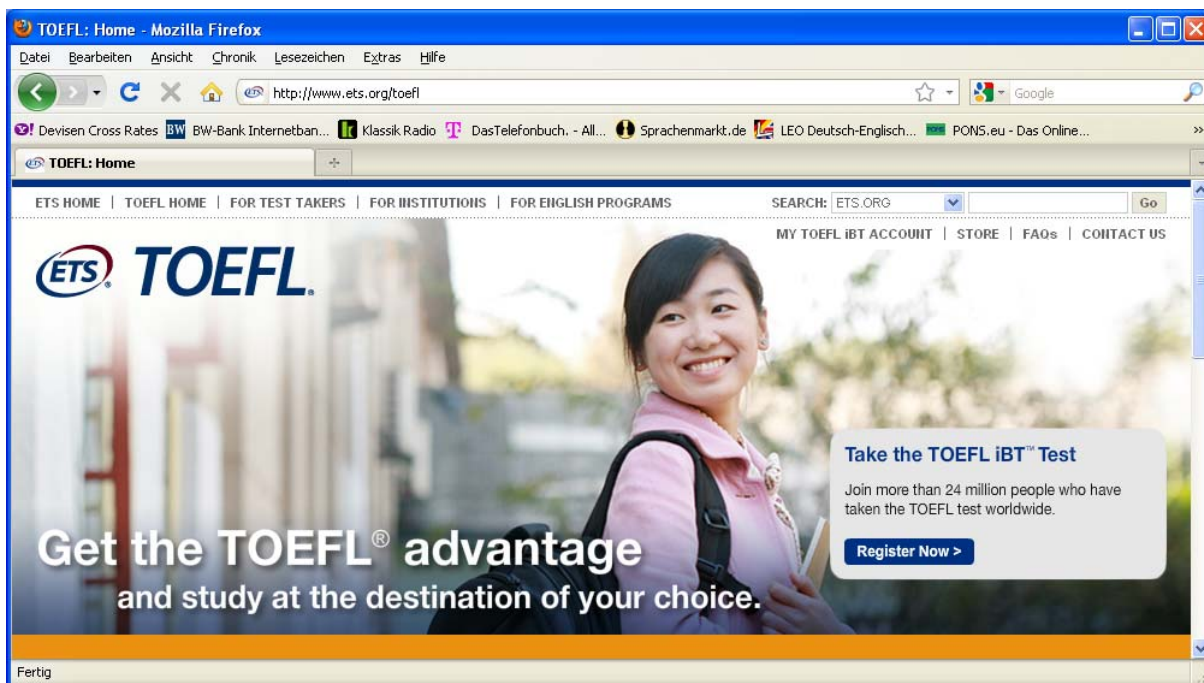 TOEFL: Home - Mozilla Firefox
Datei Bearbeiten Ansicht Chronik Lesezeichen Extras Hilfe
http://www.ets.org/toefl
Google
Devisen Cross Rates BW BW-Bank Internetban... Klassik Radio DasTelefonbuch. - All... Sprachenmarkt.de LEO Deutsch-Englisch... PONS.eu - Das Online...
TOEFL: Home
ETS HOME | TOEFL HOME | FOR TEST TAKERS | FOR INSTITUTIONS | FOR ENGLISH PROGRAMS SEARCH: ETS.ORG Go
MY TOEFL iBT ACCOUNT | STORE | FAQs | CONTACT US
ETS® TOEFL®
Take the TOEFL iBT™ Test
Join more than 24 million people who have
taken the TOEFL test worldwide.
Register Now >
Get the TOEFL® advantage
and study at the destination of your choice.
Fertig